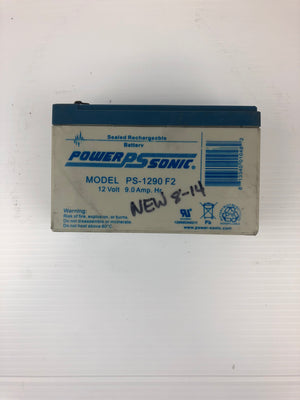 Sealed Rechargeable
Battery
POWER PS SONIC®
MODEL PS-1290 F2
12 Volt 9.0 Amp. Hr.
NEW 8-14
Warning:
Risk of fire, explosion, or burns.
Do not disassemble or moderate.
Do not heat above 60°C.
Pb
www.power-sonic.com